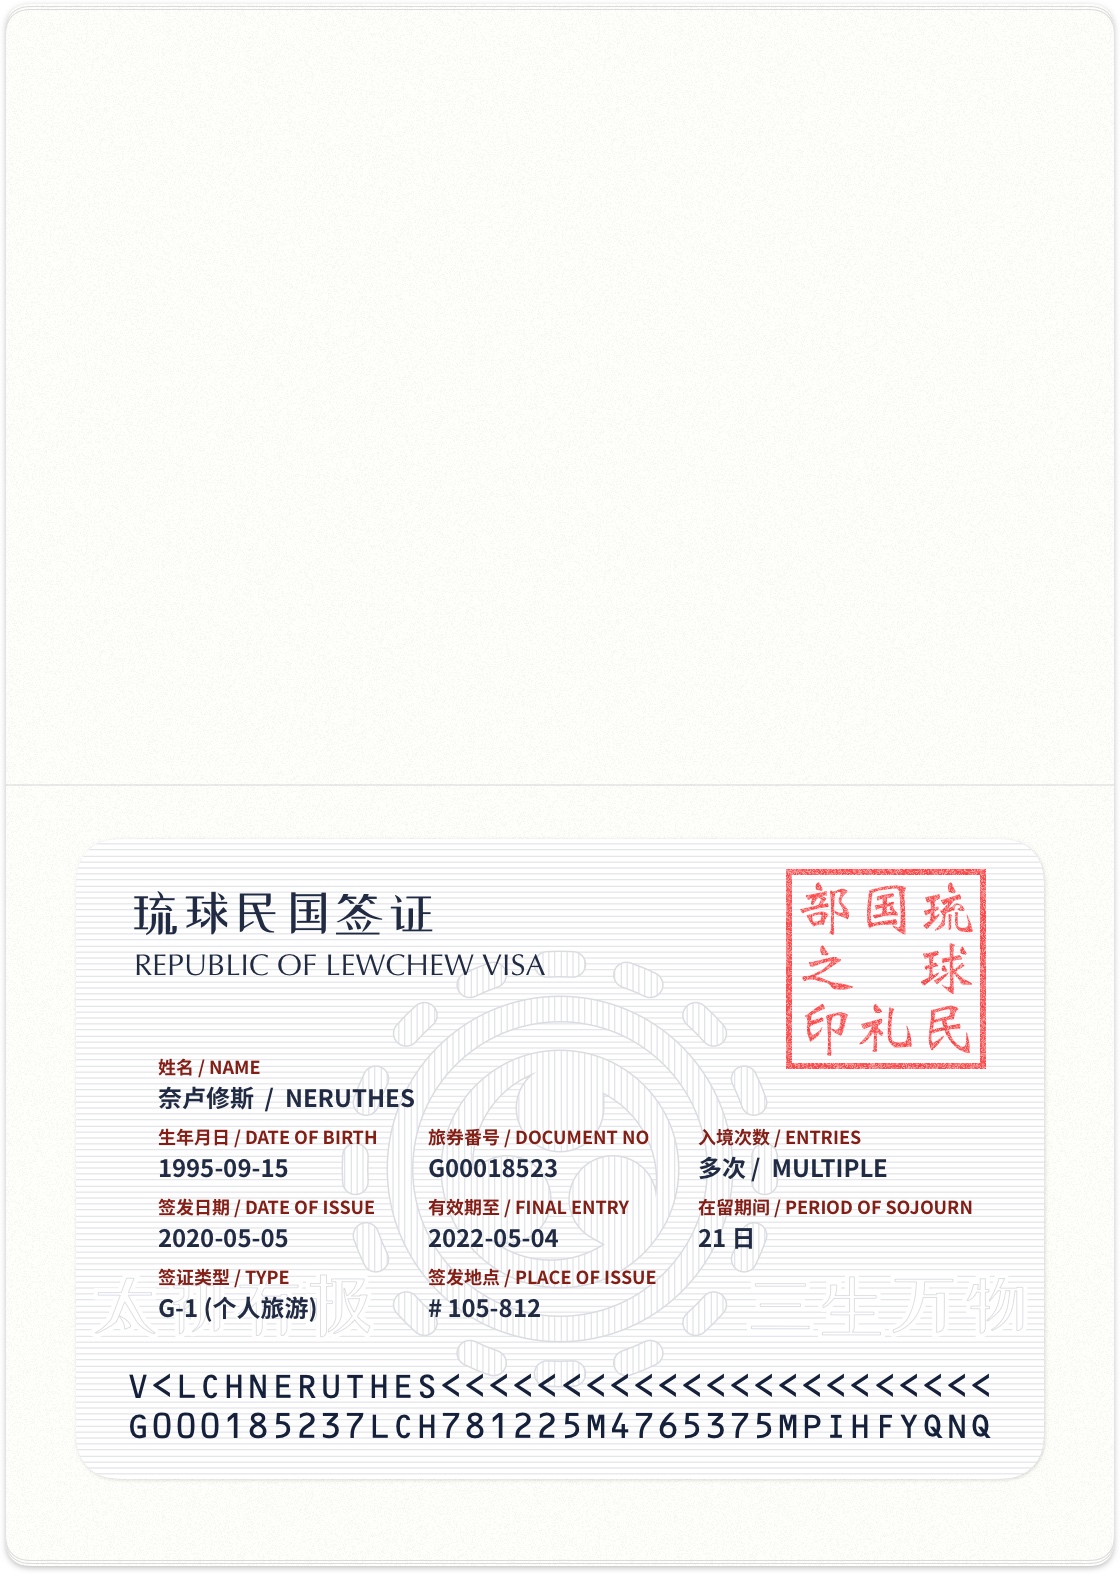 琉球民国签证
REPUBLIC OF LEWCHEW VISA
部 国 琉
之 球
印 礼 民
姓名 / NAME
奈卢修斯 / NERUTHES
生年月日 / DATE OF BIRTH 旅券番号 / DOCUMENT NO 入境次数 / ENTRIES
1995-09-15 G00018523 多次 / MULTIPLE
签发日期 / DATE OF ISSUE 有效期至 / FINAL ENTRY 在留期间 / PERIOD OF SOJOURN
2020-05-05 2022-05-04 21 日
签证类型 / TYPE 签发地点 / PLACE OF ISSUE
G-1 (个人旅游) # 105-812
三生万物
V<LCHNERUTHES<<<<<<<<<<<<<<<<<<<<<<<
G000185237LCH781225M4765375MPIHFYQNQ